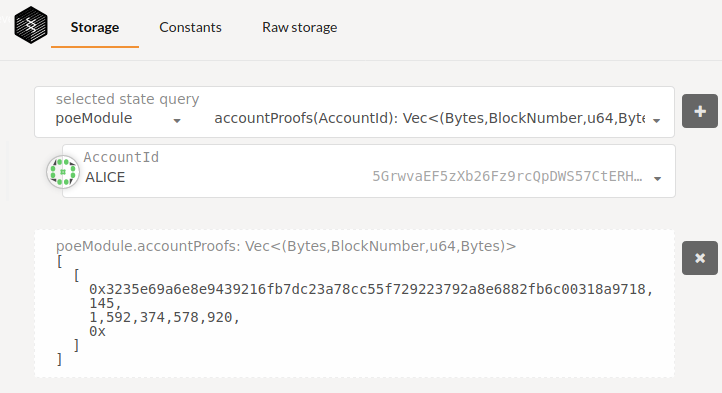 Storage Constants Raw storage
selected state query
poeModule accountProofs(AccountId): Vec<(Bytes,BlockNumber,u64,Byte
AccountId
ALICE 5GrwvaEF5zXb26Fz9rcQpDWS57CtERH…
poeModule.accountProofs: Vec<(Bytes,BlockNumber,u64,Bytes)>
[
[
0x3235e69a6e8e9439216fb7dc23a78cc55f729223792a8e6882fb6c00318a9718,
145,
1,592,374,578,920,
0x
]
]